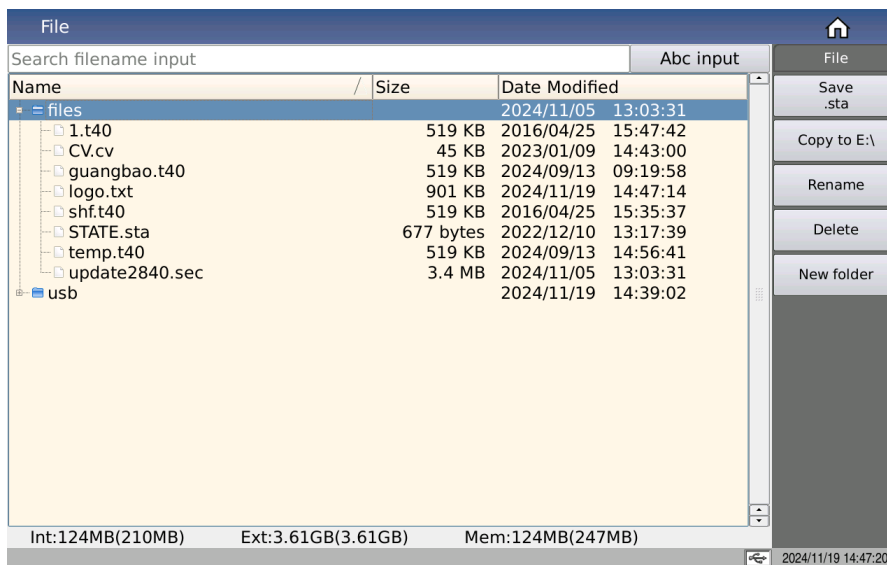 File
Search filename input Abc input File
Name / Size Date Modified Save .sta
files 2024/11/05 13:03:31
1.t40 519 KB 2016/04/25 15:47:42
CV.cv 45 KB 2023/01/09 14:43:00 Copy to E:\
guangbao.t40 519 KB 2024/09/13 09:19:58
logo.txt 901 KB 2024/11/19 14:47:14 Rename
shf.t40 519 KB 2016/04/25 15:35:37
STATE.sta 677 bytes 2022/12/10 13:17:39 Delete
temp.t40 519 KB 2024/09/13 14:56:41
update2840.sec 3.4 MB 2024/11/05 13:03:31 New folder
usb 2024/11/19 14:39:02
Int:124MB(210MB) Ext:3.61GB(3.61GB) Mem:124MB(247MB)
2024/11/19 14:47:20